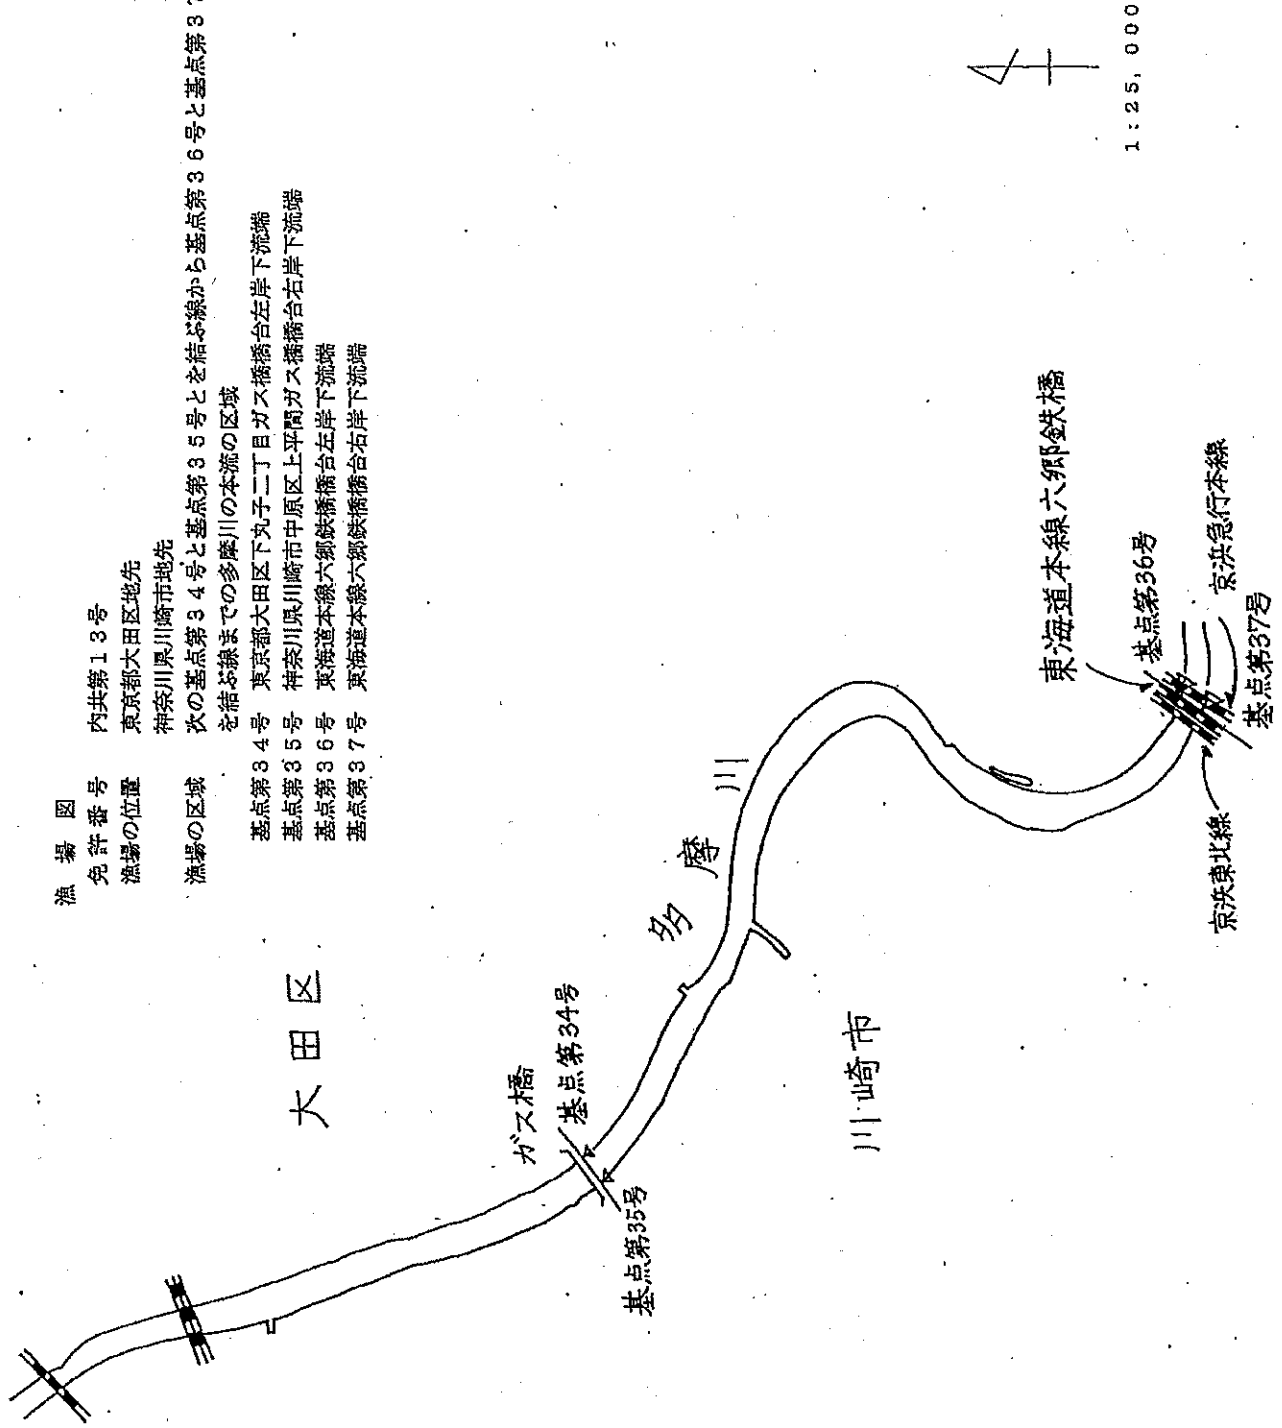 漁場図
免許番号 内共第13号
漁場の位置 東京都大田区地先
神奈川県川崎市地先
漁場の区域 次の基点第34号と基点第35号とを結ぶ線から基点第36号と基点第37
を結ぶ線までの多摩川の本流の区域
基点第34号 東京都大田区下丸子二丁目ガス橋橋台左岸下流端
基点第35号 神奈川県川崎市中原区上平間ガス橋橋台右岸下流端
基点第36号 東海道本線六郷鉄橋橋台左岸下流端
基点第37号 東海道本線六郷鉄橋橋台右岸下流端
大田区
ガス橋
基点第34号
基点第35号
多摩川
川崎市
東海道本線六郷鉄橋
基点第36号
京浜急行本線
基点第37号
京浜東北線
1:25,000